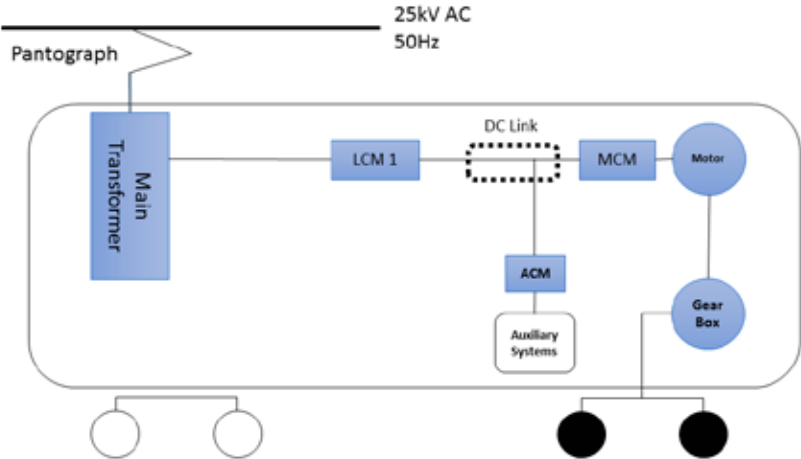 25kV AC
50Hz
Pantograph
Main
Transformer
LCM 1
DC Link
MCM
Motor
ACM
Auxiliary
Systems
Gear
Box